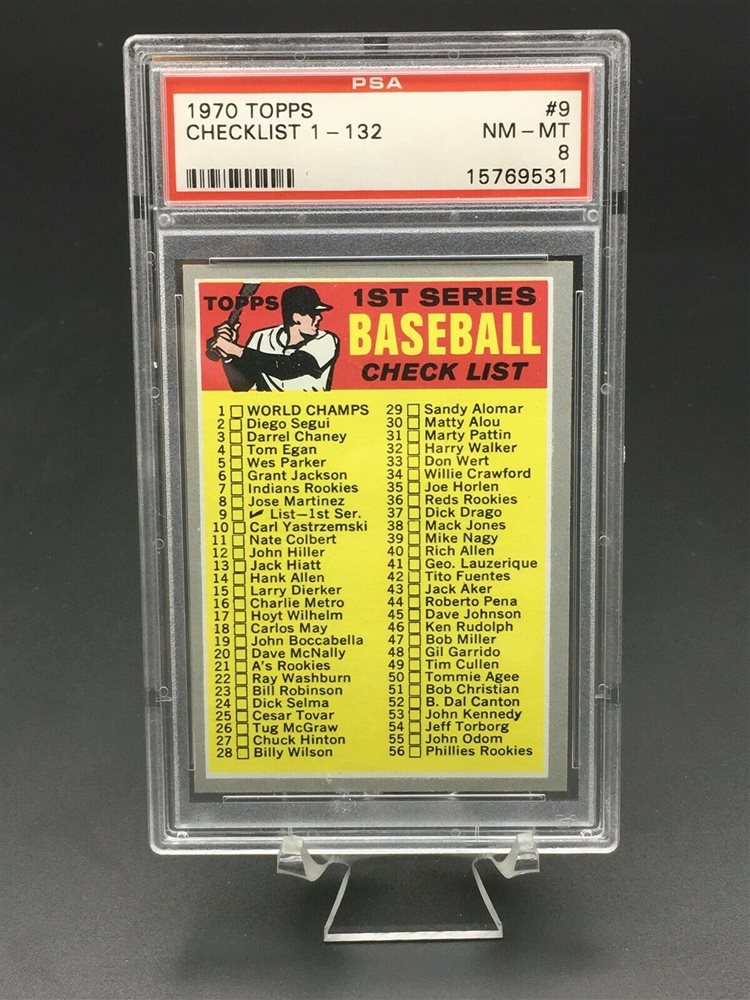 PSA
1970 TOPPS #9
CHECKLIST 1-132 NM-MT
8
15769531
TOPPS 1ST SERIES
BASEBALL
CHECK LIST
1 WORLD CHAMPS
2 Diego Segui
3 Darrel Chaney
4 Tom Egan
5 Wes Parker
6 Grant Jackson
7 Indians Rookies
8 Jose Martinez
9 ✔ List—1st Ser.
10 Carl Yastrzemski
11 Nate Colbert
12 John Hiller
13 Jack Hiatt
14 Hank Allen
15 Larry Dierker
16 Charlie Metro
17 Hoyt Wilhelm
18 Carlos May
19 John Boccabella
20 Dave McNally
21 A's Rookies
22 Ray Washburn
23 Bill Robinson
24 Dick Selma
25 Cesar Tovar
26 Tug McGraw
27 Chuck Hinton
28 Billy Wilson
29 Sandy Alomar
30 Matty Alou
31 Marty Pattin
32 Harry Walker
33 Don Wert
34 Willie Crawford
35 Joe Horlen
36 Reds Rookies
37 Dick Drago
38 Mack Jones
39 Mike Nagy
40 Rich Allen
41 Geo. Lauzerique
42 Tito Fuentes
43 Jack Aker
44 Roberto Pena
45 Dave Johnson
46 Ken Rudolph
47 Bob Miller
48 Gil Garrido
49 Tim Cullen
50 Tommie Agee
51 Bob Christian
52 B. Dal Canton
53 John Kennedy
54 Jeff Torborg
55 John Odom
56 Phillies Rookies